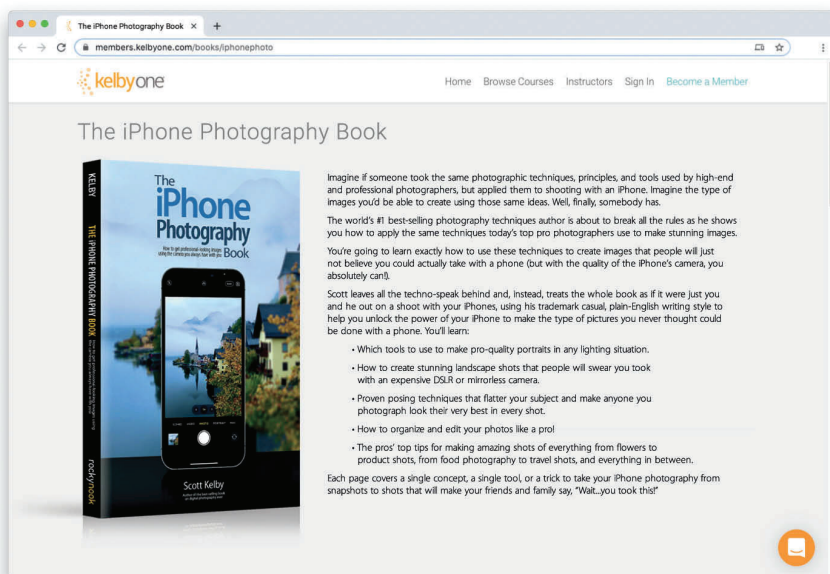 The iPhone Photography Book
members.kelbyone.com/books/iphonephoto
kelbyone
Home Browse Courses Instructors Sign In Become a Member
The iPhone Photography Book
KELBY
THE iPHONE PHOTOGRAPHY BOOK
rockynook
The
iPhone
Photography
How to get professional-looking images
using the camera you always have with you
Book
Scott Kelby
Imagine if someone took the same photographic techniques, principles, and tools used by high-end
and professional photographers, but applied them to shooting with an iPhone. Imagine the type of
images you'd be able to create using those same ideas. Well, finally, somebody has.
The world's #1 best-selling photography techniques author is about to break all the rules as he shows
you how to apply the same techniques today's top pro photographers use to make stunning images.
You're going to learn exactly how to use these techniques to create images that people will just
not believe you could actually take with a phone (but with the quality of the iPhone's camera, you
absolutely can!).
Scott leaves all the techno-speak behind and, instead, treats the whole book as if it were just you
and he out on a shoot with your iPhones, using his trademark casual, plain-English writing style to
help you unlock the power of your iPhone to make the type of pictures you never thought could
be done with a phone. You'll learn:
• Which tools to use to make pro-quality portraits in any lighting situation.
• How to create stunning landscape shots that people will swear you took
with an expensive DSLR or mirrorless camera.
• Proven posing techniques that flatter your subject and make anyone you
photograph look their very best in every shot.
• How to organize and edit your photos like a pro!
• The pros' top tips for making amazing shots of everything from flowers to
product shots, from food photography to travel shots, and everything in between.
Each page covers a single concept, a single tool, or a trick to take your iPhone photography from
snapshots to shots that will make your friends and family say, "Wait...you took this!"